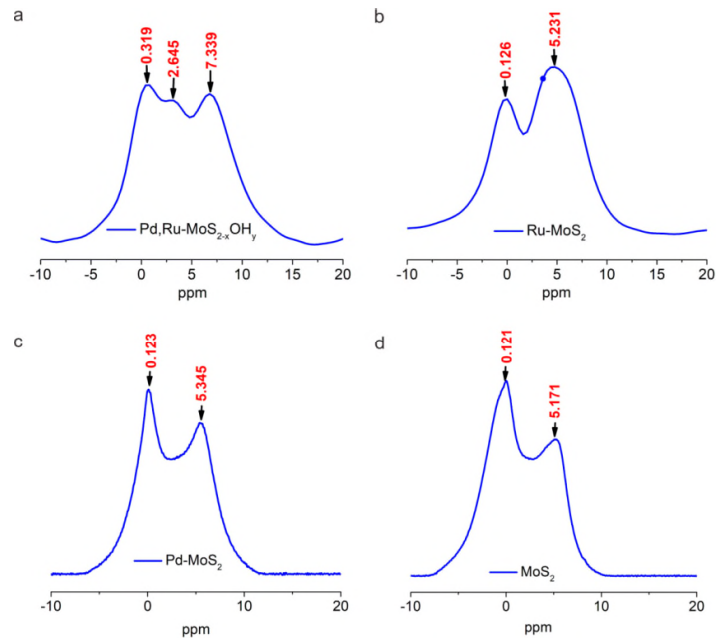 a
0.319
2.645
7.339
Pd,Ru-MoS₂₋ₓOHᵧ
-10 -5 0 5 10 15 20
ppm
b
0.126
5.231
Ru-MoS₂
-10 -5 0 5 10 15 20
ppm
c
0.123
5.345
Pd-MoS₂
-10 0 10 20
ppm
d
0.121
5.171
MoS₂
-10 0 10 20
ppm